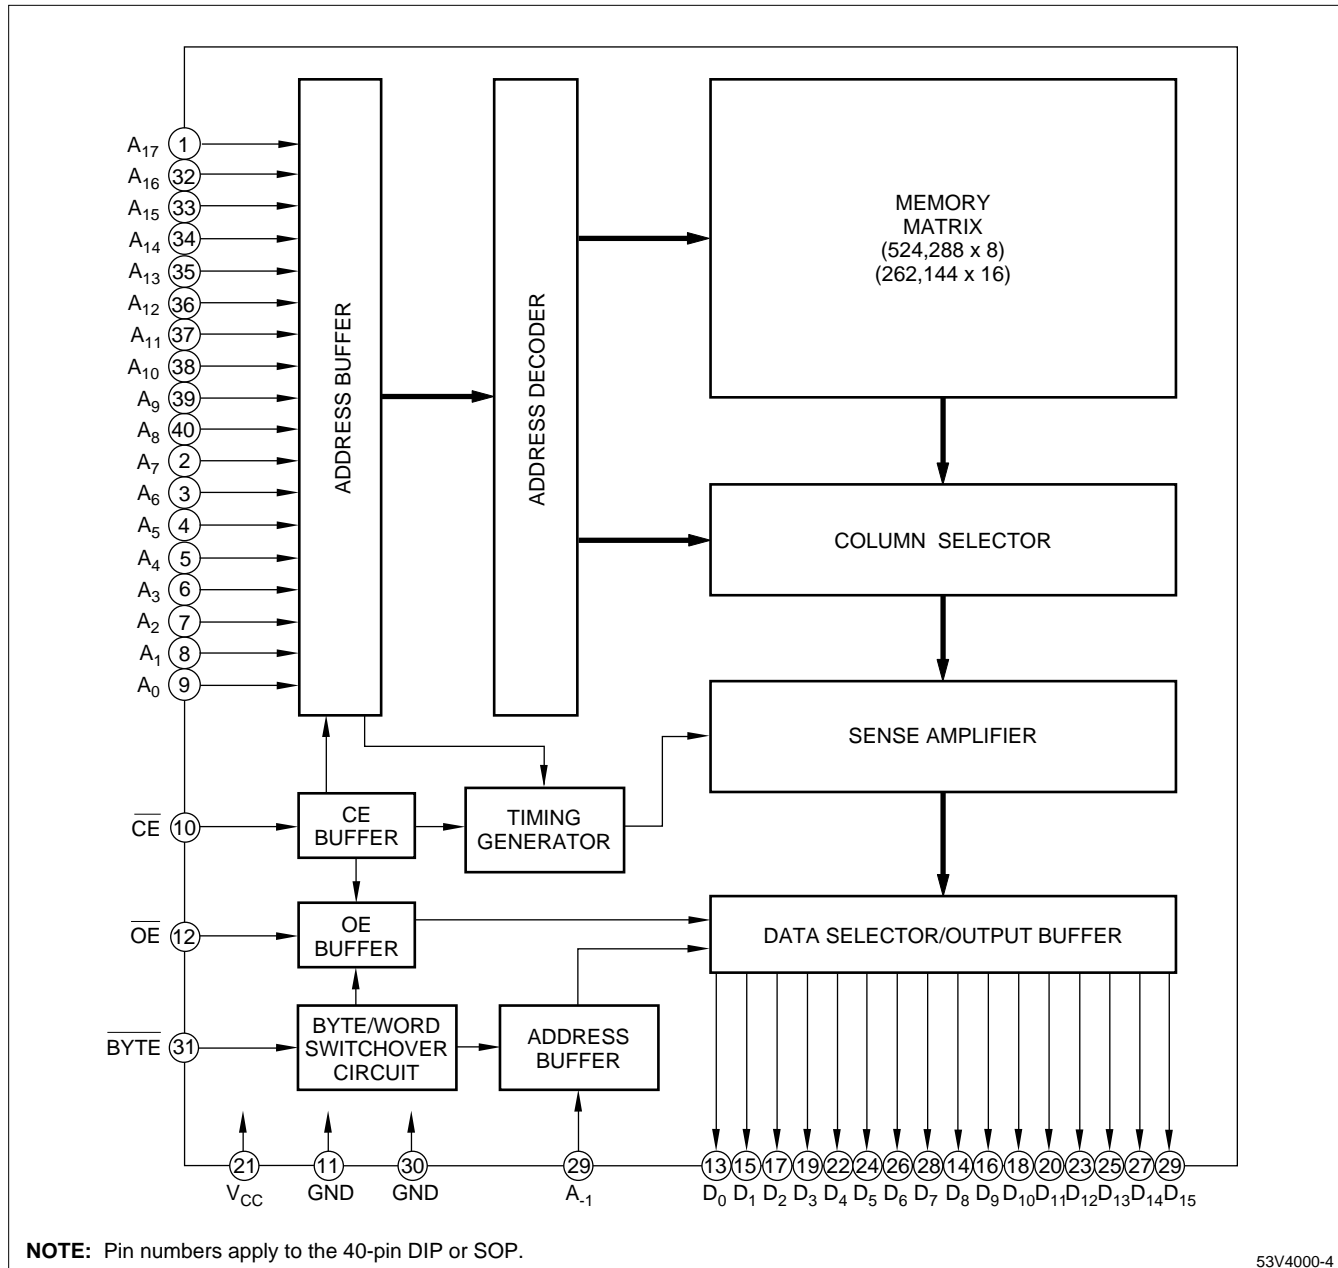 A17 1
A16 32
A15 33
A14 34
A13 35
A12 36
A11 37
A10 38
A9 39
A8 40
A7 2
A6 3
A5 4
A4 5
A3 6
A2 7
A1 8
A0 9
ADDRESS BUFFER
ADDRESS DECODER
MEMORY
MATRIX
(524,288 x 8)
(262,144 x 16)
COLUMN SELECTOR
SENSE AMPLIFIER
CE 10
CE
BUFFER
TIMING
GENERATOR
OE 12
OE
BUFFER
DATA SELECTOR/OUTPUT BUFFER
BYTE 31
BYTE/WORD
SWITCHOVER
CIRCUIT
ADDRESS
BUFFER
21 11 30 29 13 15 17 19 22 24 26 28 14 16 18 20 23 25 27 29
VCC GND GND A-1 D0 D1 D2 D3 D4 D5 D6 D7 D8 D9 D10 D11 D12 D13 D14 D15
NOTE: Pin numbers apply to the 40-pin DIP or SOP.
53V4000-4